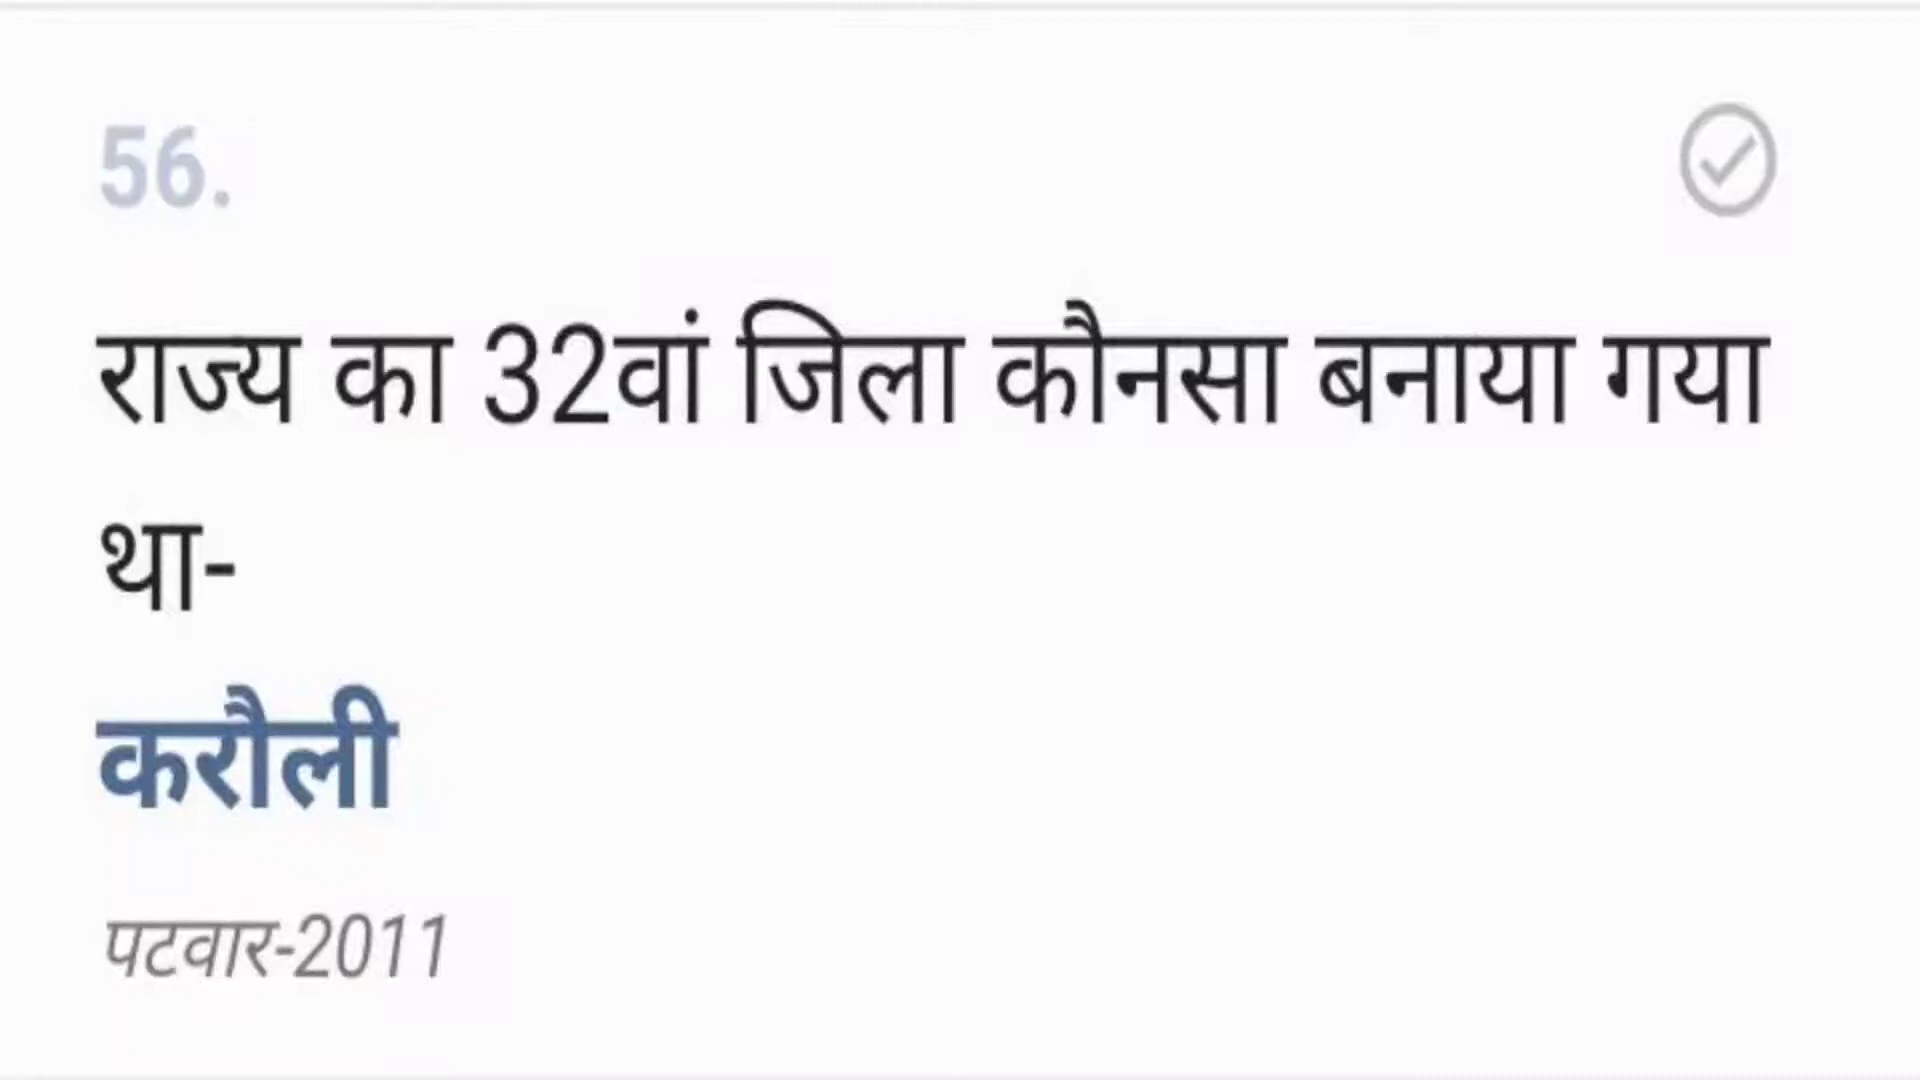 56.
राज्य का 32वां जिला कौनसा बनाया गया
था-
करौली
पटवार-2011